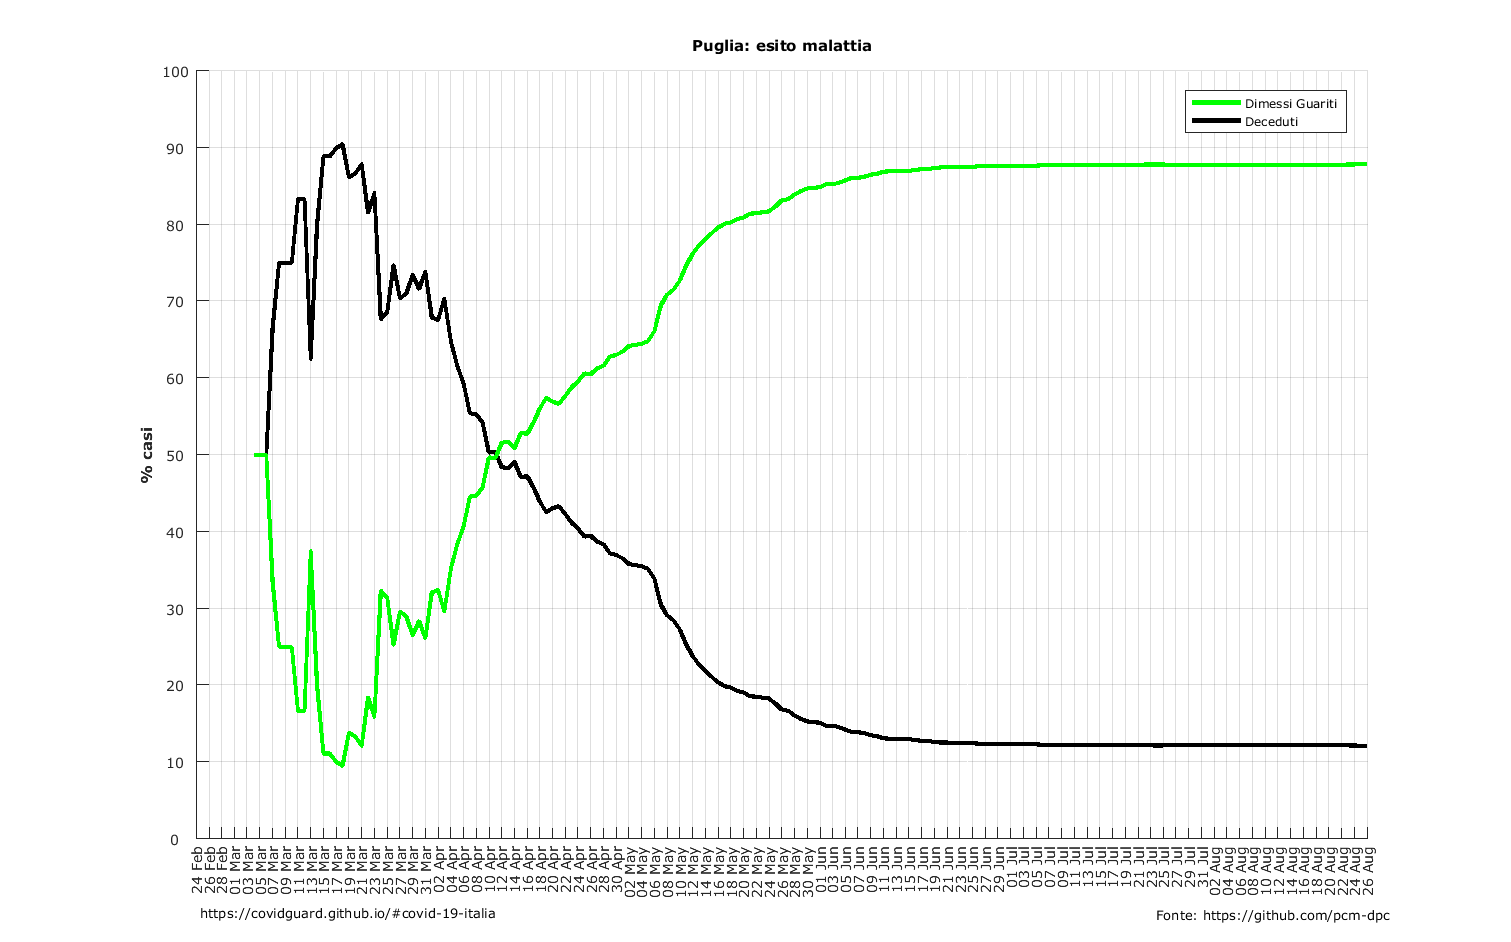 Puglia: esito malattia
100
90
80
70
60
50
40
30
20
10
0
% casi
Dimessi Guariti
Deceduti
24 Feb
26 Feb
28 Feb
01 Mar
03 Mar
05 Mar
07 Mar
09 Mar
11 Mar
13 Mar
15 Mar
17 Mar
19 Mar
21 Mar
23 Mar
25 Mar
27 Mar
29 Mar
31 Mar
02 Apr
04 Apr
06 Apr
08 Apr
10 Apr
12 Apr
14 Apr
16 Apr
18 Apr
20 Apr
22 Apr
24 Apr
26 Apr
28 Apr
30 Apr
02 May
04 May
06 May
08 May
10 May
12 May
14 May
16 May
18 May
20 May
22 May
24 May
26 May
28 May
30 May
01 Jun
03 Jun
05 Jun
07 Jun
09 Jun
11 Jun
13 Jun
15 Jun
17 Jun
19 Jun
21 Jun
23 Jun
25 Jun
27 Jun
29 Jun
01 Jul
03 Jul
05 Jul
07 Jul
09 Jul
11 Jul
13 Jul
15 Jul
17 Jul
19 Jul
21 Jul
23 Jul
25 Jul
27 Jul
29 Jul
31 Jul
02 Aug
04 Aug
06 Aug
08 Aug
10 Aug
12 Aug
14 Aug
16 Aug
18 Aug
20 Aug
22 Aug
24 Aug
26 Aug
https://covidguard.github.io/#covid-19-italia
Fonte: https://github.com/pcm-dpc